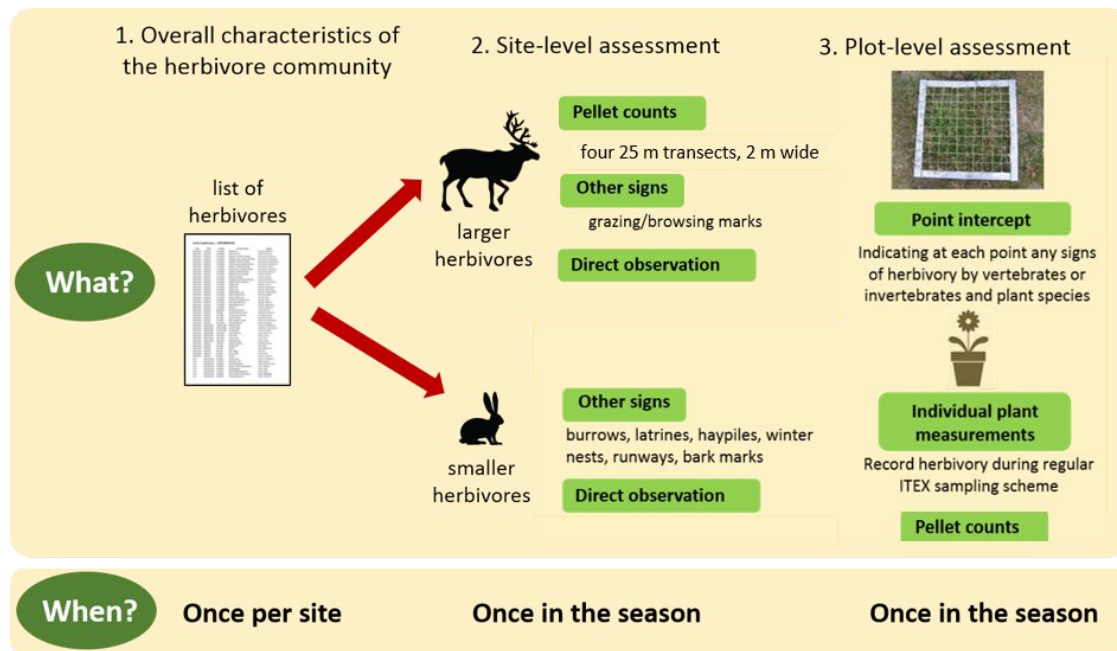 1. Overall characteristics of
the herbivore community
list of
herbivores
What?
2. Site-level assessment
larger
herbivores
Pellet counts
four 25 m transects, 2 m wide
Other signs
grazing/browsing marks
Direct observation
smaller
herbivores
Other signs
burrows, latrines, haypiles, winter
nests, runways, bark marks
Direct observation
3. Plot-level assessment
Point intercept
Indicating at each point any signs
of herbivory by vertebrates or
invertebrates and plant species
Individual plant
measurements
Record herbivory during regular
ITEX sampling scheme
Pellet counts
When?
Once per site
Once in the season
Once in the season